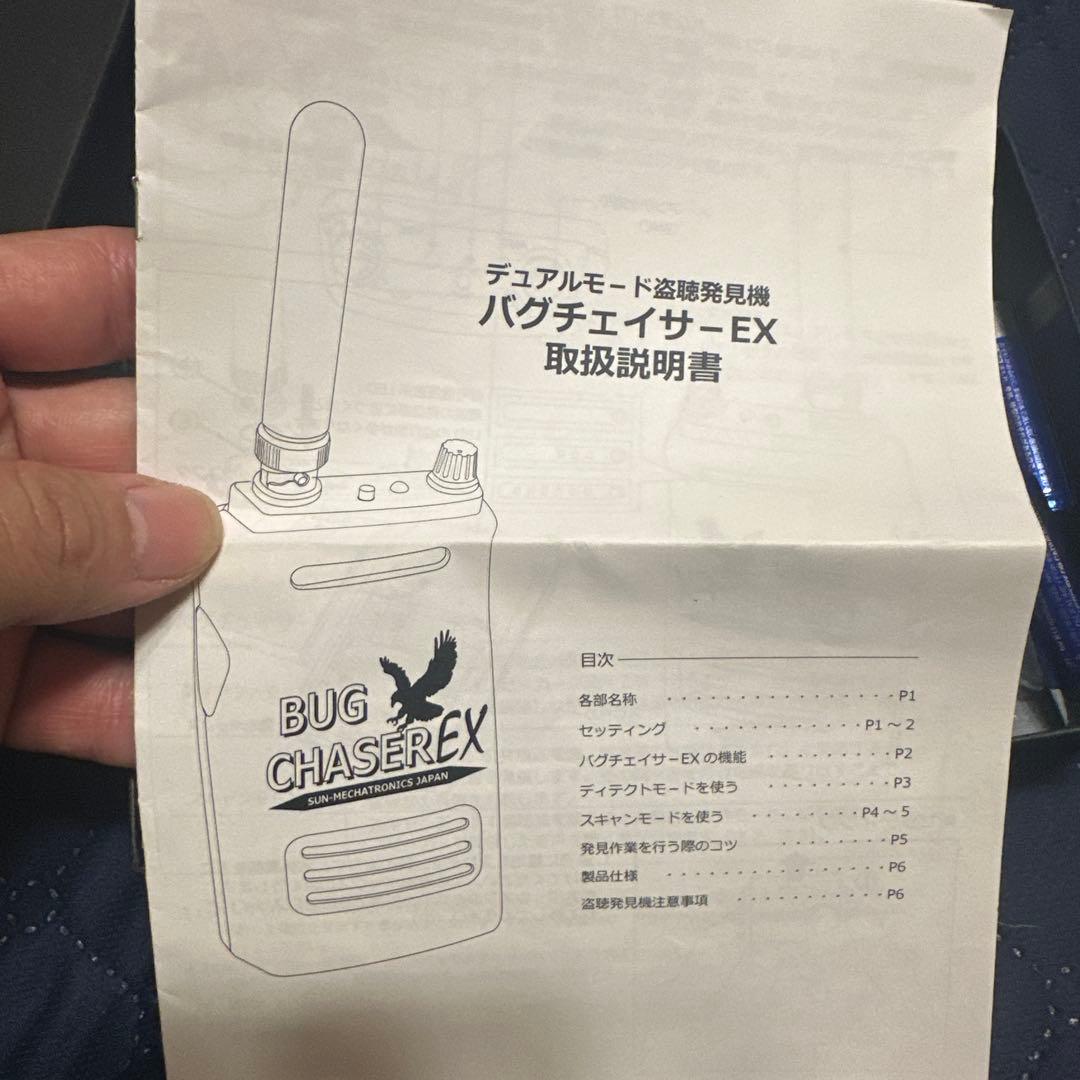 デュアルモード盗聴発見機
バグチェイサーEX
取扱説明書
BUG
CHASER EX
SUN-MECHATRONICS JAPAN
目次
各部名称 ・・・・・・・・・・・・・・・・P1
セッティング ・・・・・・・・・・・・P1～2
バグチェイサーEXの機能 ・・・・・・・・・・P2
ディテクトモードを使う ・・・・・・・・・・P3
スキャンモードを使う ・・・・・・・・・P4～5
発見作業を行う際のコツ ・・・・・・・・・P5
製品仕様 ・・・・・・・・・・・・・・・P6
盗聴発見機注意事項 ・・・・・・・・・・・P6